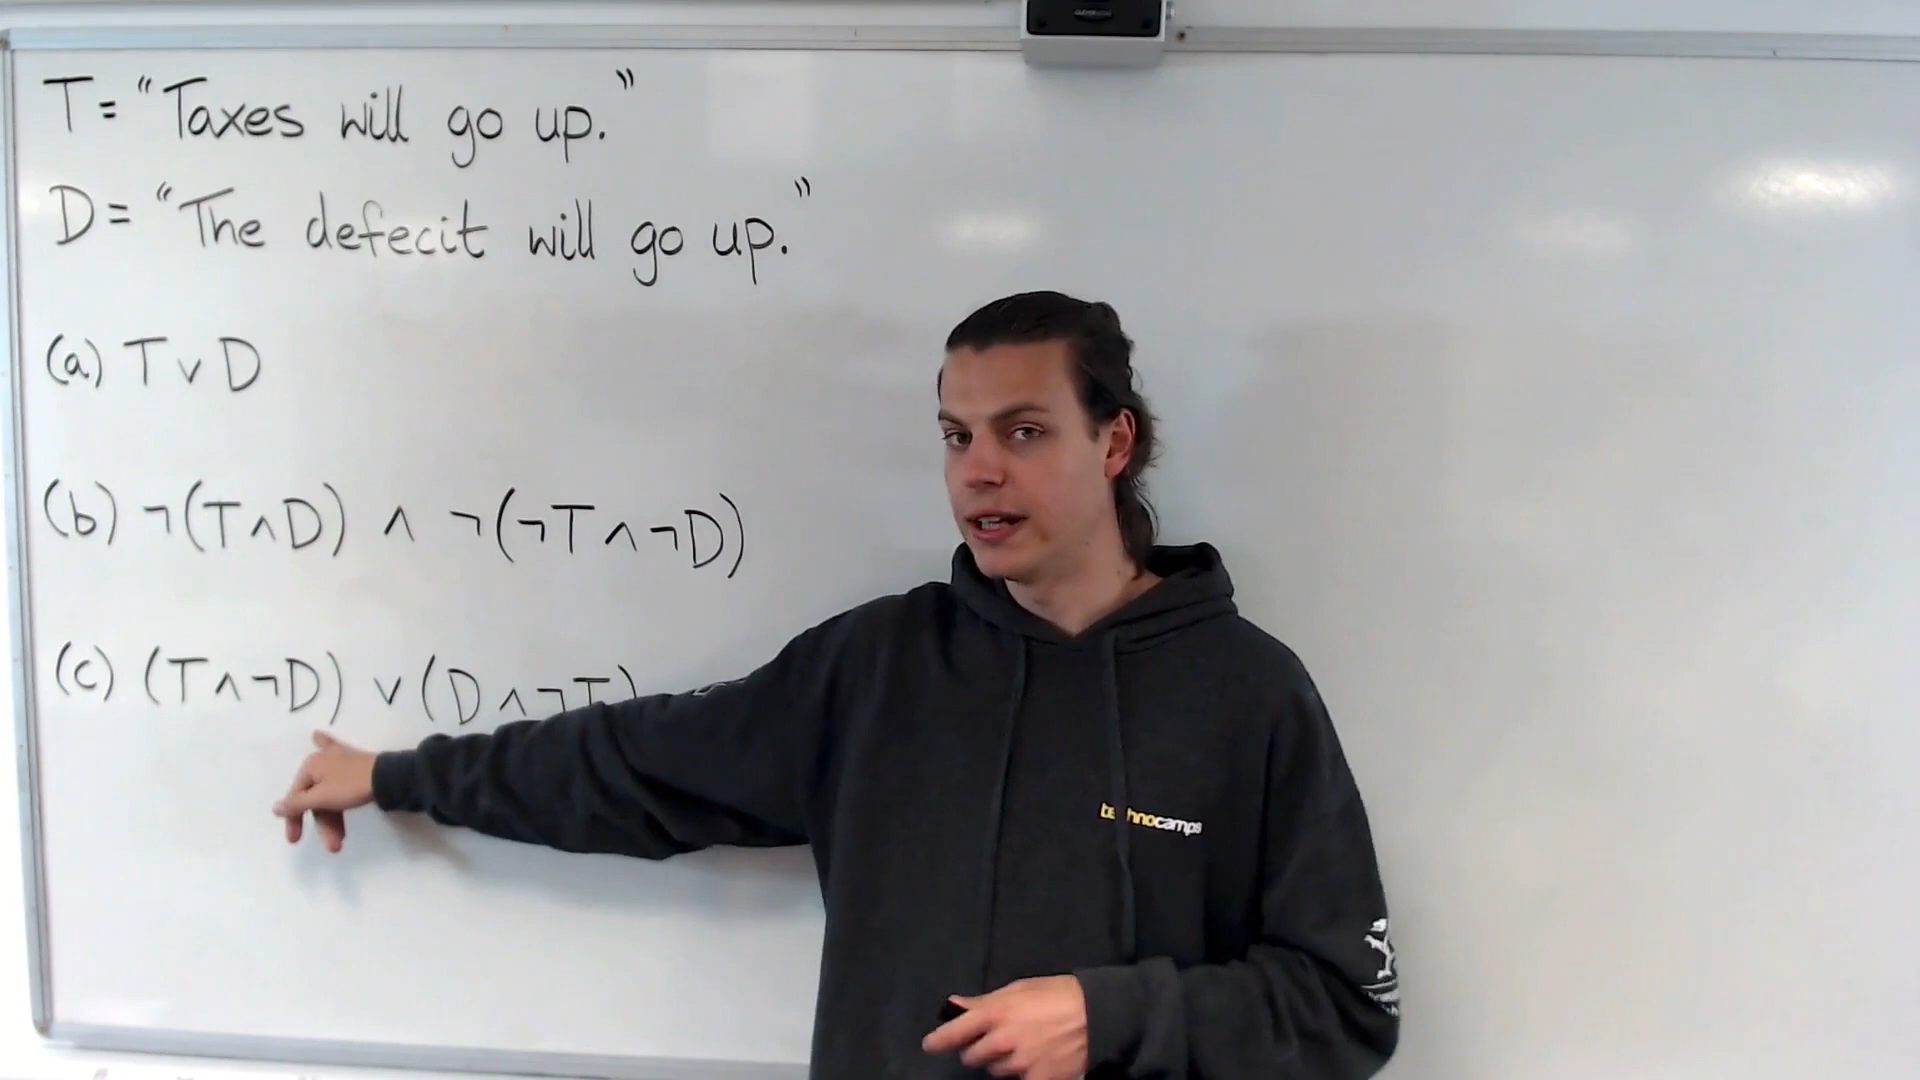 T = "Taxes will go up."
D = "The defecit will go up."
(a) T ∨ D
(b) ¬(T ∧ D) ∧ ¬(¬T ∧ ¬D)
(c) (T ∧ ¬D) ∨ (D ∧ ¬T)
technocamps